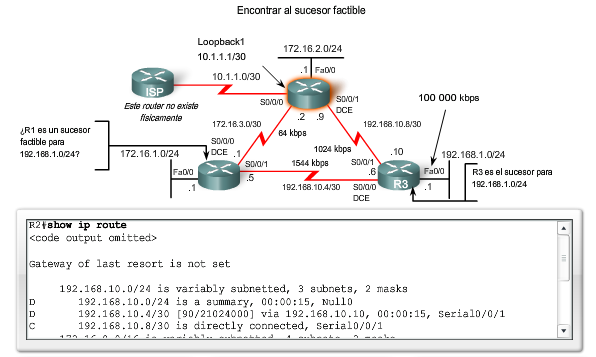 Encontrar al sucesor factible
Loopback1
10.1.1.1/30
172.16.2.0/24
.1
Fa0/0
10.1.1.0/30
ISP
Este router no existe
físicamente
S0/0/0
.2
.9
S0/0/1
DCE
100 000 kbps
¿R1 es un sucesor
factible para
192.168.1.0/24?
172.16.3.0/30
64 kbps
192.168.10.8/30
1024 kbps
172.16.1.0/24
S0/0/0
DCE
.1
S0/0/1
.5
1544 kbps
192.168.10.4/30
Fa0/0
.1
.10
S0/0/1
.6
S0/0/0
DCE
R3
192.168.1.0/24
Fa0/0
.1
R3 es el sucesor para
192.168.1.0/24
R2#show ip route
<code output omitted>
Gateway of last resort is not set
192.168.10.0/24 is variably subnetted, 3 subnets, 2 masks
D 192.168.10.0/24 is a summary, 00:00:15, Null0
D 192.168.10.4/30 [90/21024000] via 192.168.10.10, 00:00:15, Serial0/0/1
C 192.168.10.8/30 is directly connected, Serial0/0/1